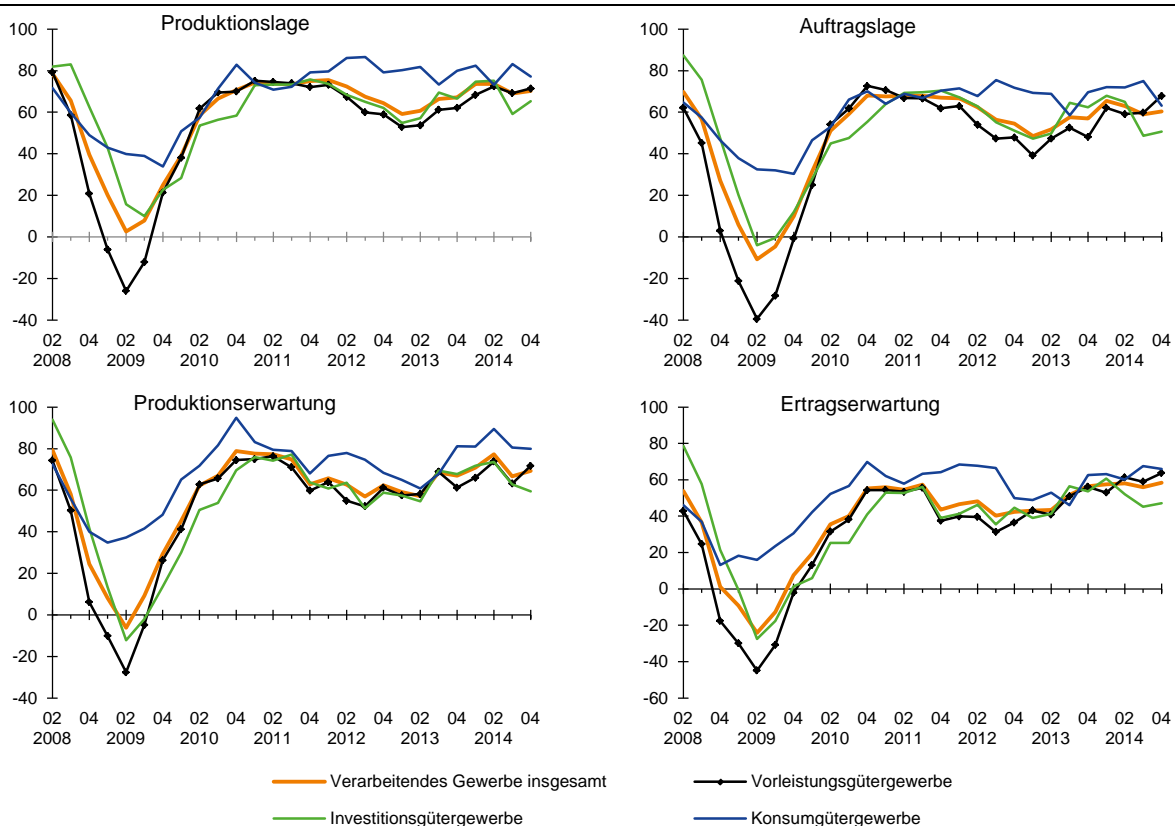 Produktionslage
100
80
60
40
20
0
-20
-40
02 04 02 04 02 04 02 04 02 04 02 04 02 04
2008 2009 2010 2011 2012 2013 2014
Auftragslage
100
80
60
40
20
0
-20
-40
02 04 02 04 02 04 02 04 02 04 02 04 02 04
2008 2009 2010 2011 2012 2013 2014
Produktionserwartung
100
80
60
40
20
0
-20
-40
02 04 02 04 02 04 02 04 02 04 02 04 02 04
2008 2009 2010 2011 2012 2013 2014
Ertragserwartung
100
80
60
40
20
0
-20
-40
-60
02 04 02 04 02 04 02 04 02 04 02 04 02 04
2008 2009 2010 2011 2012 2013 2014
Verarbeitendes Gewerbe insgesamt
Vorleistungsgütergewerbe
Investitionsgütergewerbe
Konsumgütergewerbe